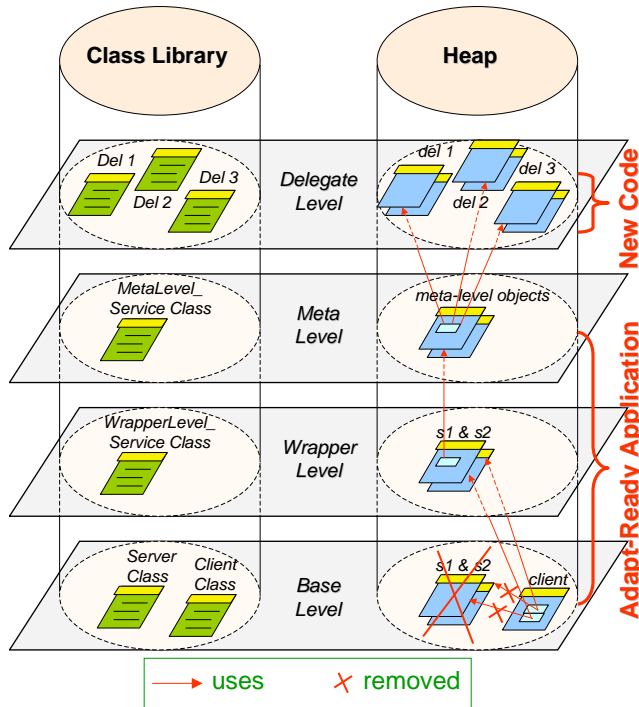 Class Library
Heap
Del 1
Del 2
Del 3
Delegate
Level
del 1
del 2
del 3
New Code
MetaLevel_
Service Class
Meta
Level
meta-level objects
WrapperLevel_
Service Class
Wrapper
Level
s1 & s2
Adapt-Ready Application
Server
Class
Client
Class
Base
Level
s1 & s2
client
uses
removed